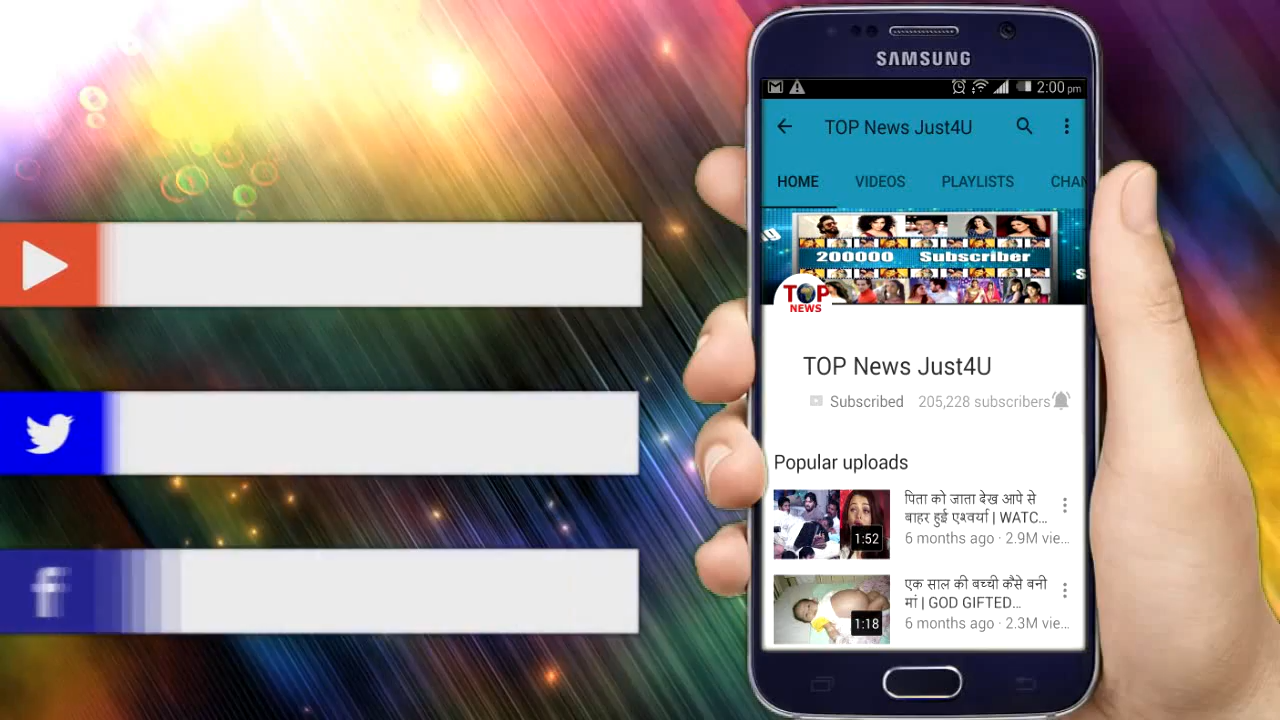 SAMSUNG
2:00 pm
TOP News Just4U
HOME VIDEOS PLAYLISTS CHAN
200000 Subscriber
TOP
NEWS
TOP News Just4U
Subscribed 205,228 subscribers
Popular uploads
पिता को जाता देख आपे से
बाहर हुई एश्वर्या | WATC...
1:52
6 months ago · 2.9M vie...
एक साल की बच्ची कैसे बनी
मां | GOD GIFTED...
1:18
6 months ago · 2.3M vie...